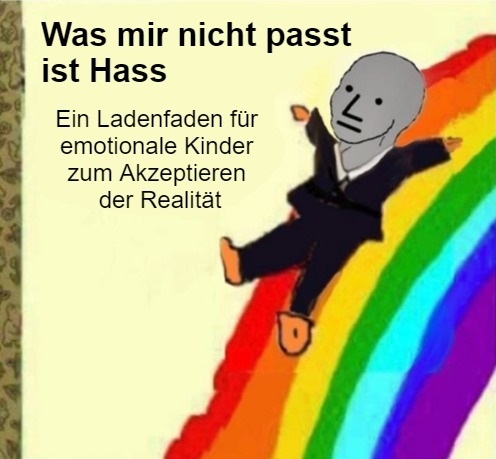 Was mir nicht passt
ist Hass
Ein Ladenfaden für
emotionale Kinder
zum Akzeptieren
der Realität